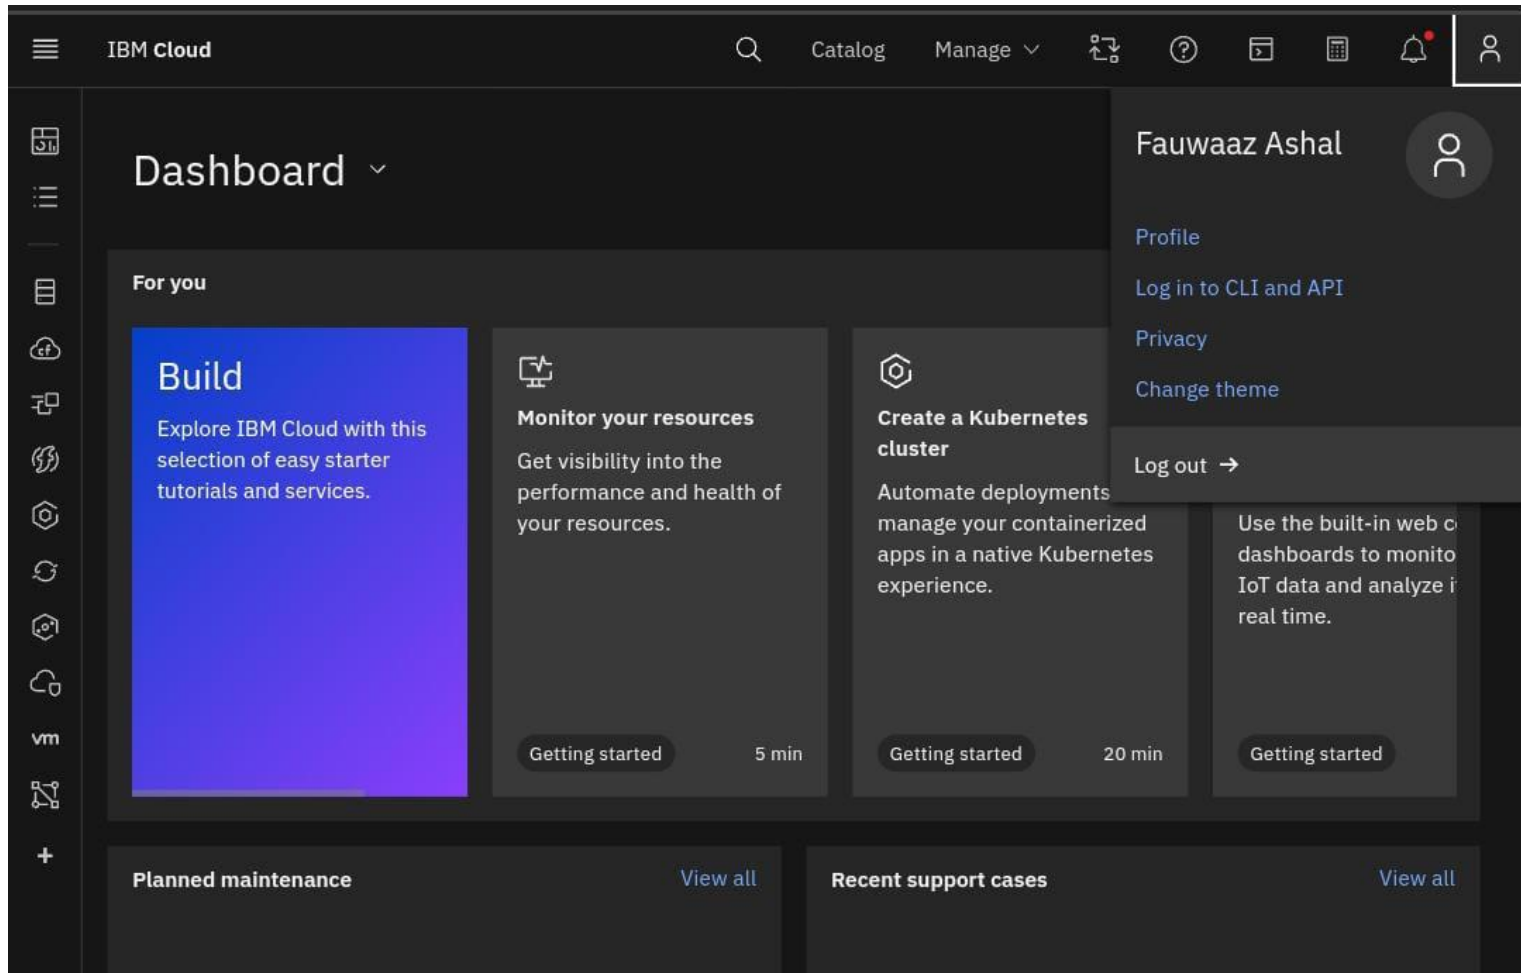 IBM Cloud
Catalog
Manage
Fauwaaz Ashal
Profile
Log in to CLI and API
Privacy
Change theme
Log out →
Dashboard
For you
Build
Explore IBM Cloud with this
selection of easy starter
tutorials and services.
Monitor your resources
Get visibility into the
performance and health of
your resources.
Getting started
5 min
Create a Kubernetes
cluster
Automate deployments
manage your containerized
apps in a native Kubernetes
experience.
Getting started
20 min
Use the built-in web
dashboards to monito
IoT data and analyze
real time.
Getting started
vm
Planned maintenance
View all
Recent support cases
View all